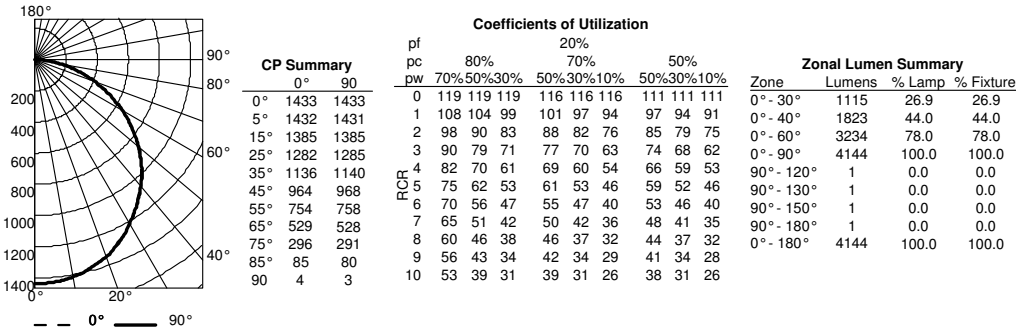 180°
90°
80°
60°
40°
20°
0°
200
400
600
800
1000
1200
1400
0° 90°
CP Summary
0° 90
0° 1433 1433
5° 1432 1431
15° 1385 1385
25° 1282 1285
35° 1136 1140
45° 964 968
55° 754 758
65° 529 528
75° 296 291
85° 85 80
90 4 3
Coefficients of Utilization
pf 20%
pc 80% 70% 50%
pw 70%50%30% 50%30%10% 50%30%10%
RCR
0 119 119 119 116 116 116 111 111 111
1 108 104 99 101 97 94 97 94 91
2 98 90 83 88 82 76 85 79 75
3 90 79 71 77 70 63 74 68 62
4 82 70 61 69 60 54 66 59 53
5 75 62 53 61 53 46 59 52 46
6 70 56 47 55 47 40 53 46 40
7 65 51 42 50 42 36 48 41 35
8 60 46 38 46 37 32 44 37 32
9 56 43 34 42 34 29 41 34 28
10 53 39 31 39 31 26 38 31 26
Zonal Lumen Summary
Zone Lumens % Lamp % Fixture
0°- 30° 1115 26.9 26.9
0°- 40° 1823 44.0 44.0
0°- 60° 3234 78.0 78.0
0°- 90° 4144 100.0 100.0
90°- 120° 1 0.0 0.0
90°- 130° 1 0.0 0.0
90°- 150° 1 0.0 0.0
90°- 180° 1 0.0 0.0
0°- 180° 4144 100.0 100.0